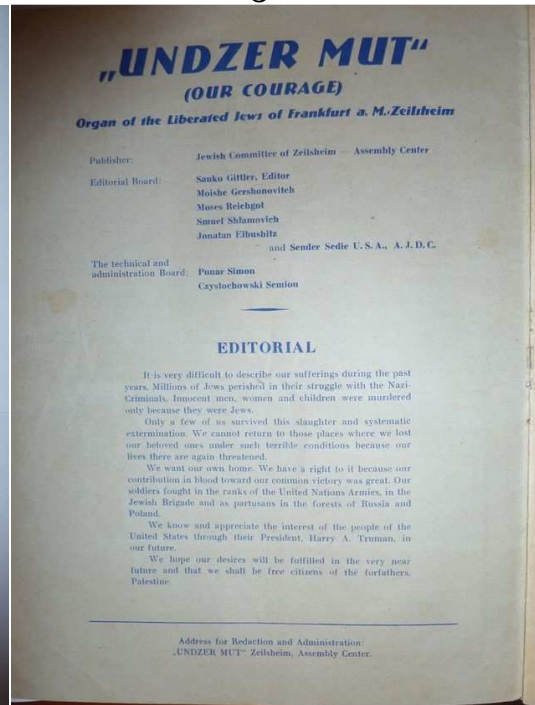 „UNDZER MUT“
(OUR COURAGE)
Organ of the Liberated Jews of Frankfurt a. M.-Zeilsheim
Publisher: Jewish Committee of Zeilsheim — Assembly Center
Editorial Board: Sanko Gittler, Editor
Moishe Gershonovitch
Moses Reichgot
Smuel Shlamovich
Jonatan Eibushitz
and Sender Sedie U.S.A., A.J.D.C.
The technical and
administration Board: Ponar Simon
Czystochowski Semion
EDITORIAL
It is very difficult to describe our sufferings during the past
years. Millions of Jews perished in their struggle with the Nazi-
Criminals. Innocent men, women and children were murdered
only because they were Jews.
Only a few of us survived this slaughter and systematic
extermination. We cannot return to those places where we lost
our beloved ones under such terrible conditions because our
lives there are again threatened.
We want our own home. We have a right to it because our
contribution in blood toward our common victory was great. Our
soldiers fought in the ranks of the United Nations Armies, in the
Jewish Brigade and as partusans in the forests of Russia and
Poland.
We know and appreciate the interest of the people of the
United States through their President, Harry A. Truman, in
our future.
We hope our desires will be fulfilled in the very near
future and that we shall be free citizens of the forfathers,
Palestine.
Address for Redaction and Administration:
„UNDZER MUT“ Zeilsheim, Assembly Center.